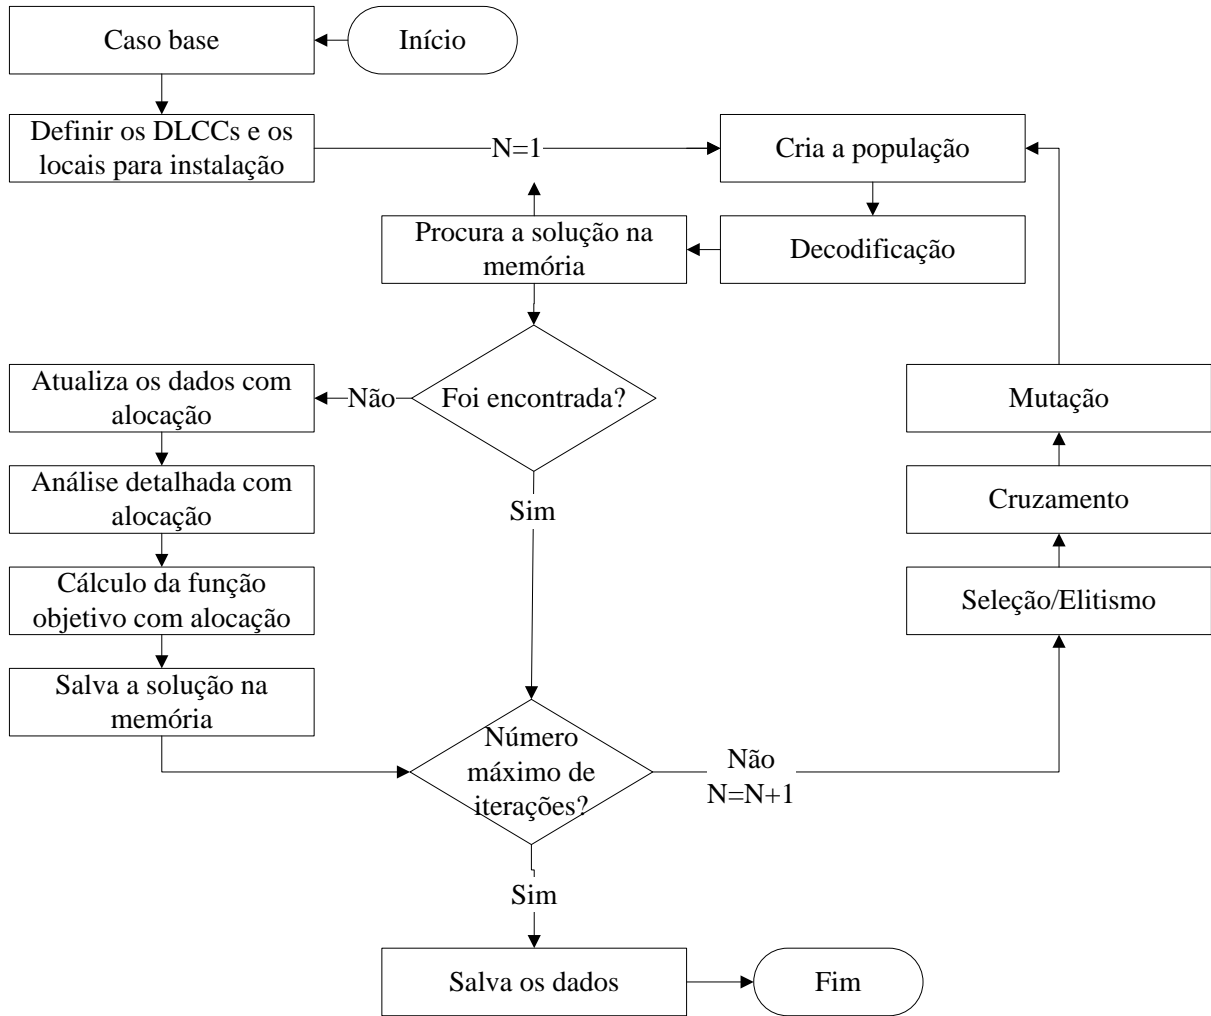 Caso base
Início
Definir os DLCCs e os
locais para instalação
N=1
Cria a população
Procura a solução na
memória
Decodificação
Atualiza os dados com
alocação
Não
Foi encontrada?
Mutação
Análise detalhada com
alocação
Sim
Cruzamento
Cálculo da função
objetivo com alocação
Seleção/Elitismo
Salva a solução na
memória
Número
máximo de
iterações?
Não
N=N+1
Sim
Salva os dados
Fim